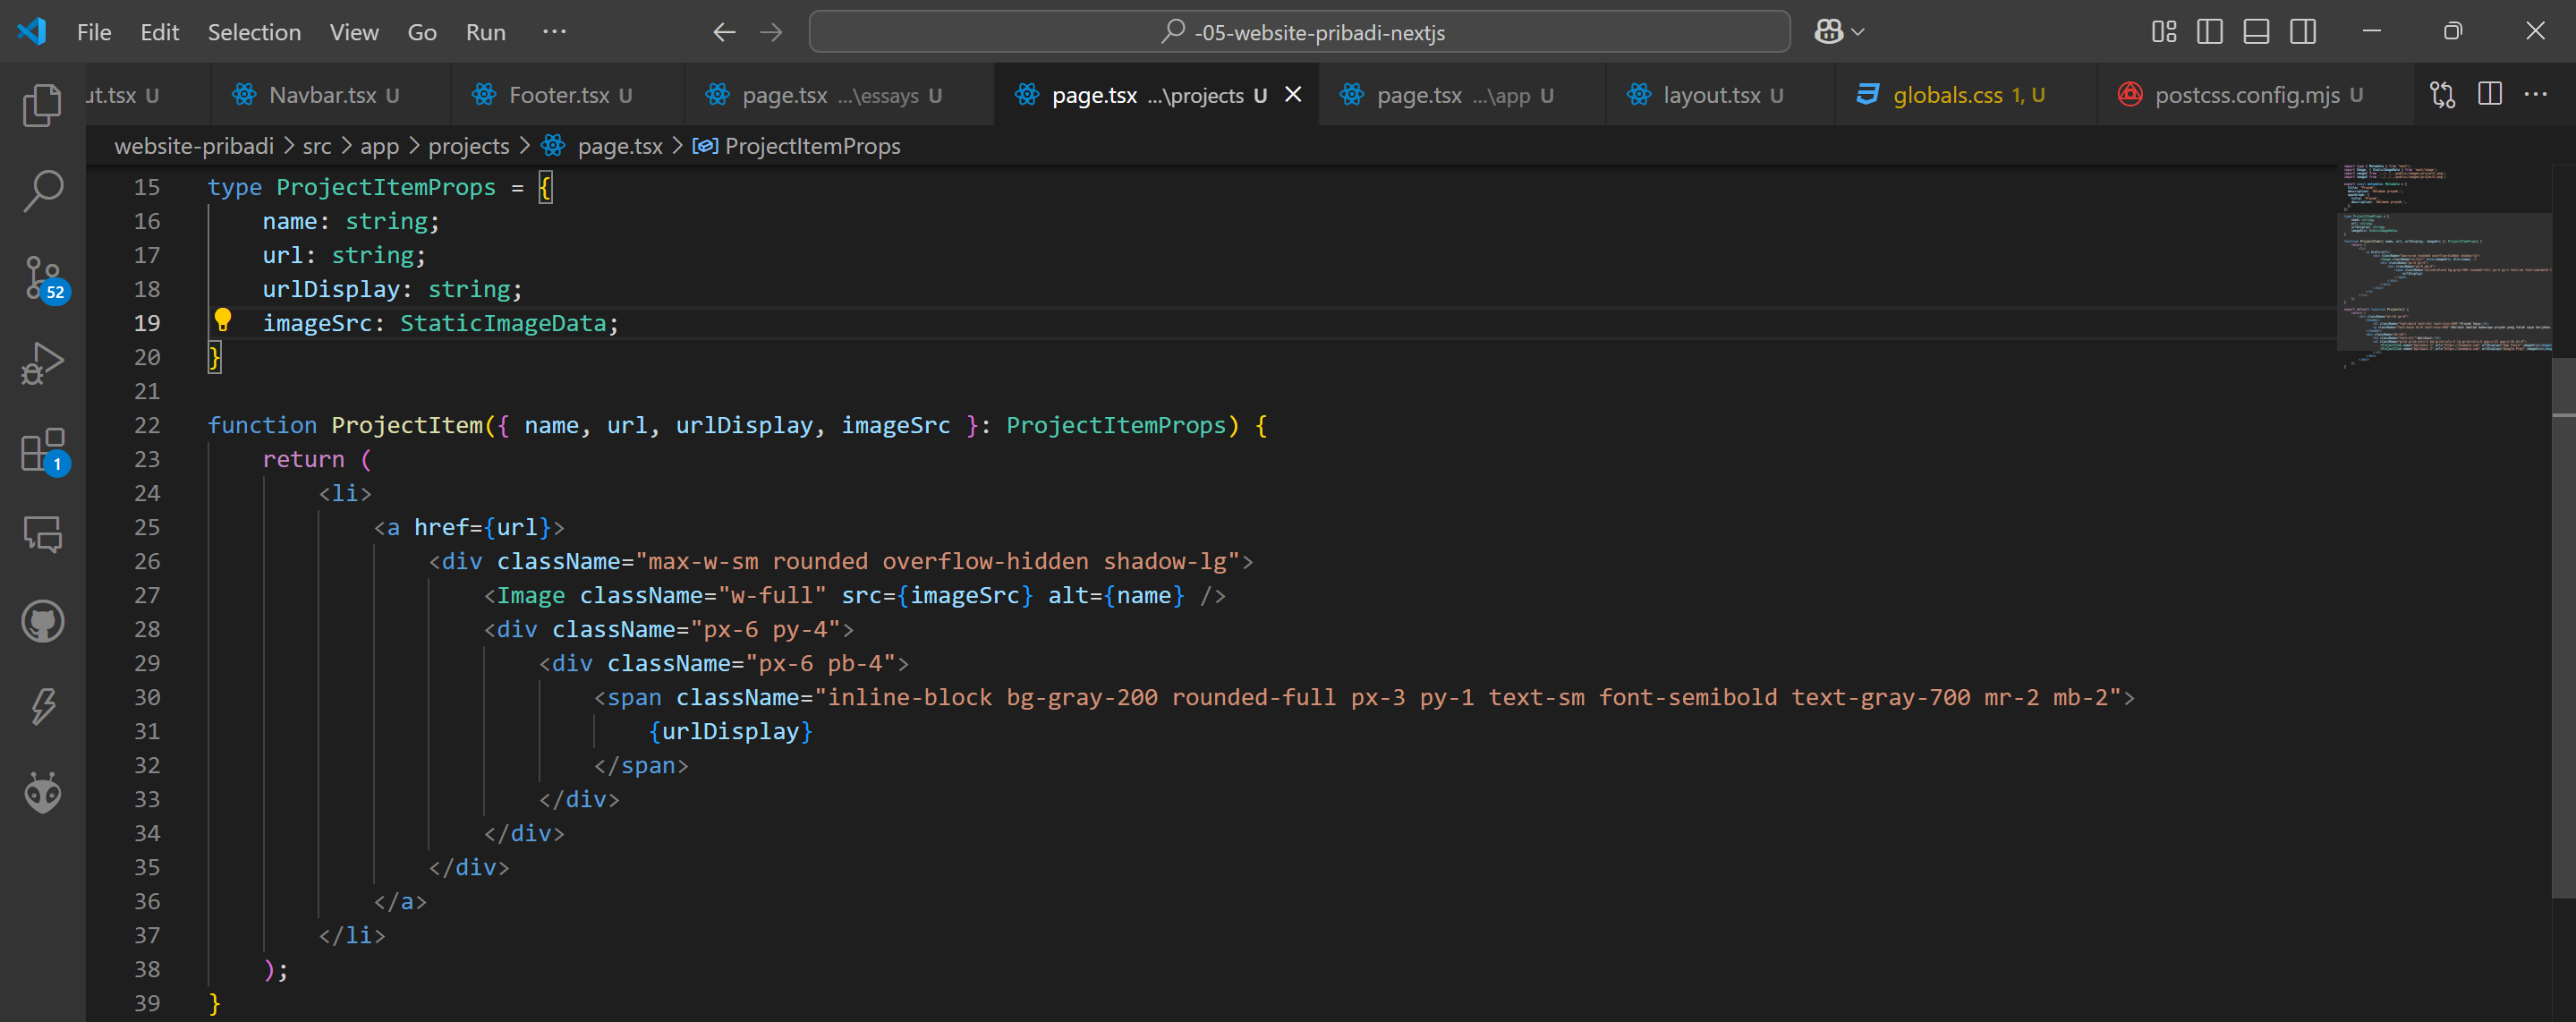 File Edit Selection View Go Run ··· -05-website-pribadi-nextjs
ut.tsx U Navbar.tsx U Footer.tsx U page.tsx ...\essays U page.tsx ...\projects U page.tsx ...\app U layout.tsx U globals.css 1, U postcss.config.mjs U
website-pribadi > src > app > projects > page.tsx > ProjectItemProps
15 type ProjectItemProps = {
16 name: string;
17 url: string;
18 urlDisplay: string;
19 imageSrc: StaticImageData;
20 }
21
22 function ProjectItem({ name, url, urlDisplay, imageSrc }: ProjectItemProps) {
23 return (
24 <li>
25 <a href={url}>
26 <div className="max-w-sm rounded overflow-hidden shadow-lg">
27 <Image className="w-full" src={imageSrc} alt={name} />
28 <div className="px-6 py-4">
29 <div className="px-6 pb-4">
30 <span className="inline-block bg-gray-200 rounded-full px-3 py-1 text-sm font-semibold text-gray-700 mr-2 mb-2">
31 {urlDisplay}
32 </span>
33 </div>
34 </div>
35 </div>
36 </a>
37 </li>
38 );
39 }
52
1